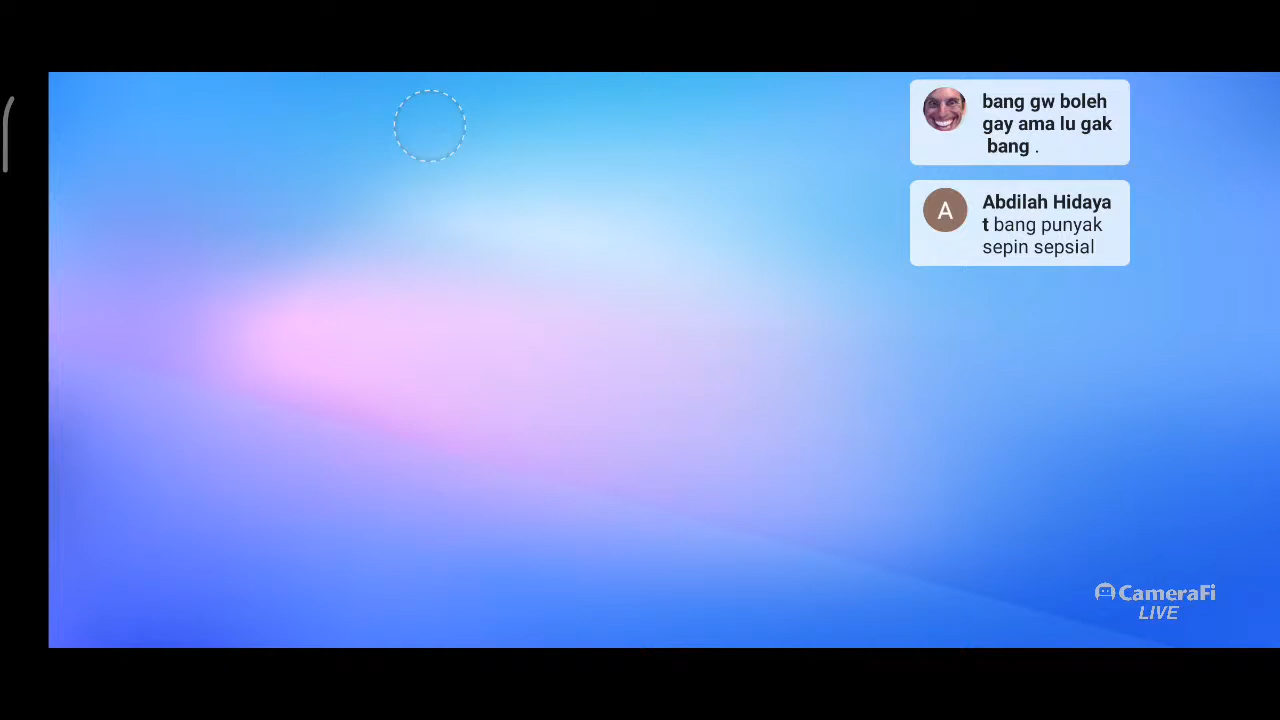 bang gw boleh
gay ama lu gak
bang .
A
Abdilah Hidaya
t bang punyak
sepin sepsial
CameraFi
LIVE